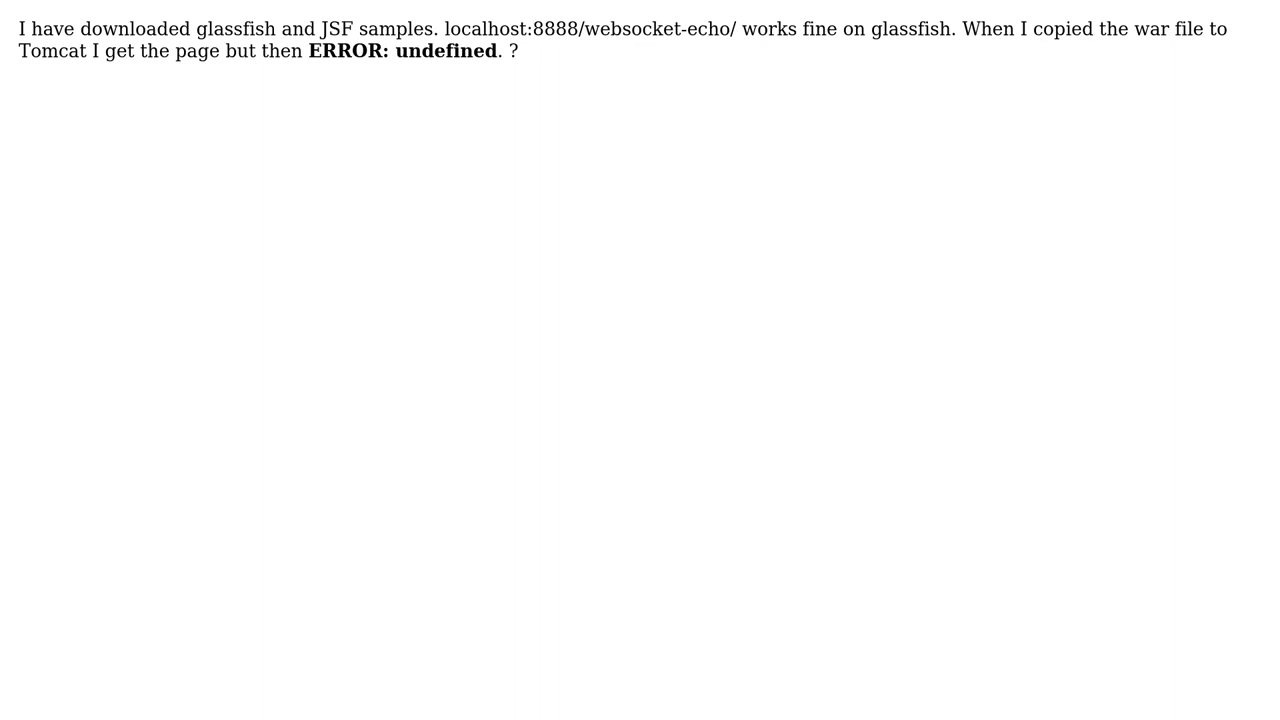 I have downloaded glassfish and JSF samples. localhost:8888/websocket-echo/ works fine on glassfish. When I copied the war file to
Tomcat I get the page but then ERROR: undefined. ?